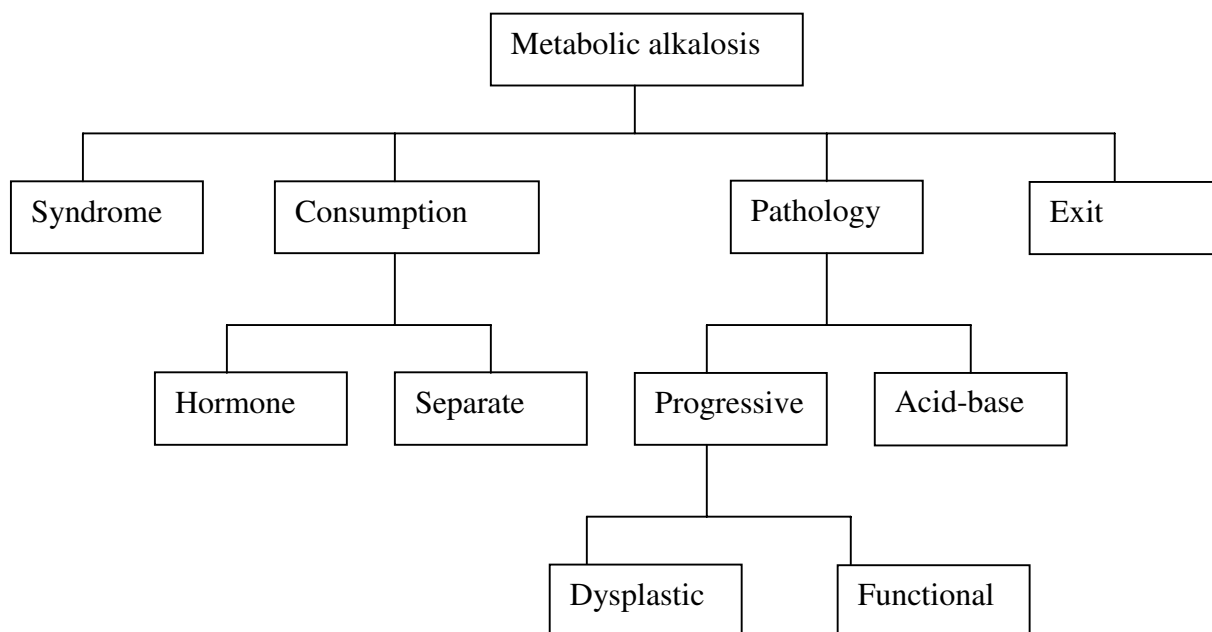 Metabolic alkalosis
Syndrome
Consumption
Pathology
Exit
Hormone
Separate
Progressive
Acid-base
Dysplastic
Functional